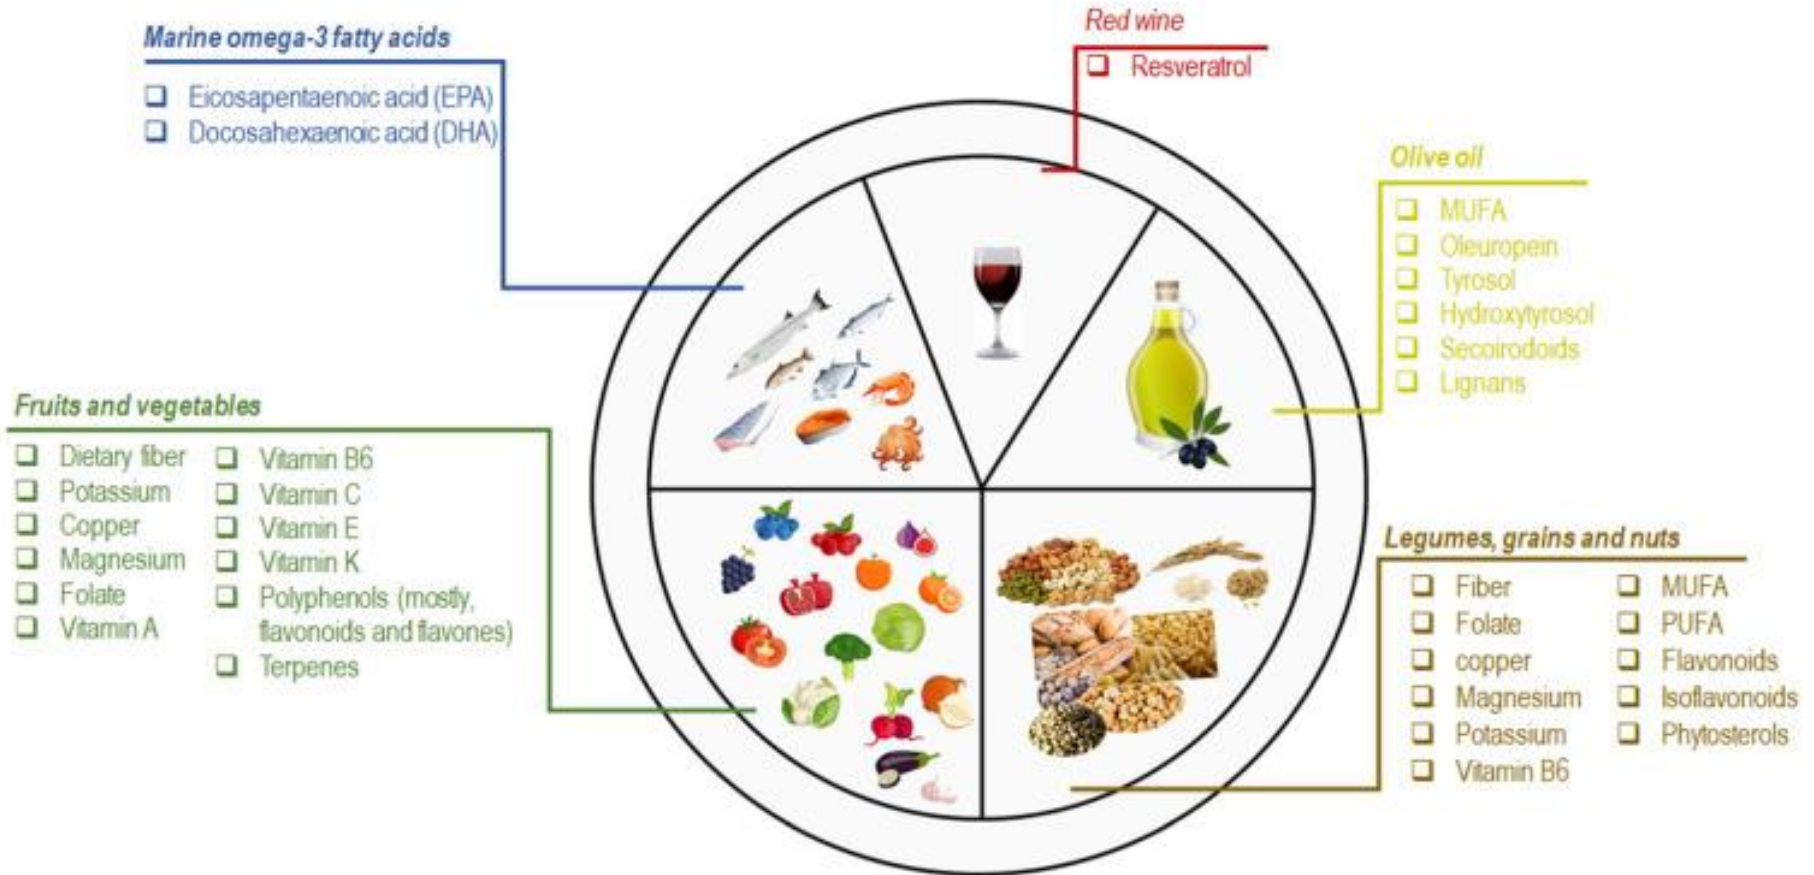 Marine omega-3 fatty acids
Eicosapentaenoic acid (EPA)
Docosahexaenoic acid (DHA)
Red wine
Resveratrol
Olive oil
MUFA
Oleuropein
Tyrosol
Hydroxytyrosol
Secoirodoids
Lignans
Fruits and vegetables
Dietary fiber
Potassium
Copper
Magnesium
Folate
Vitamin A
Vitamin B6
Vitamin C
Vitamin E
Vitamin K
Polyphenols (mostly,
flavonoids and flavones)
Terpenes
Legumes, grains and nuts
Fiber
Folate
copper
Magnesium
Potassium
Vitamin B6
MUFA
PUFA
Flavonoids
Isoflavonoids
Phytosterols